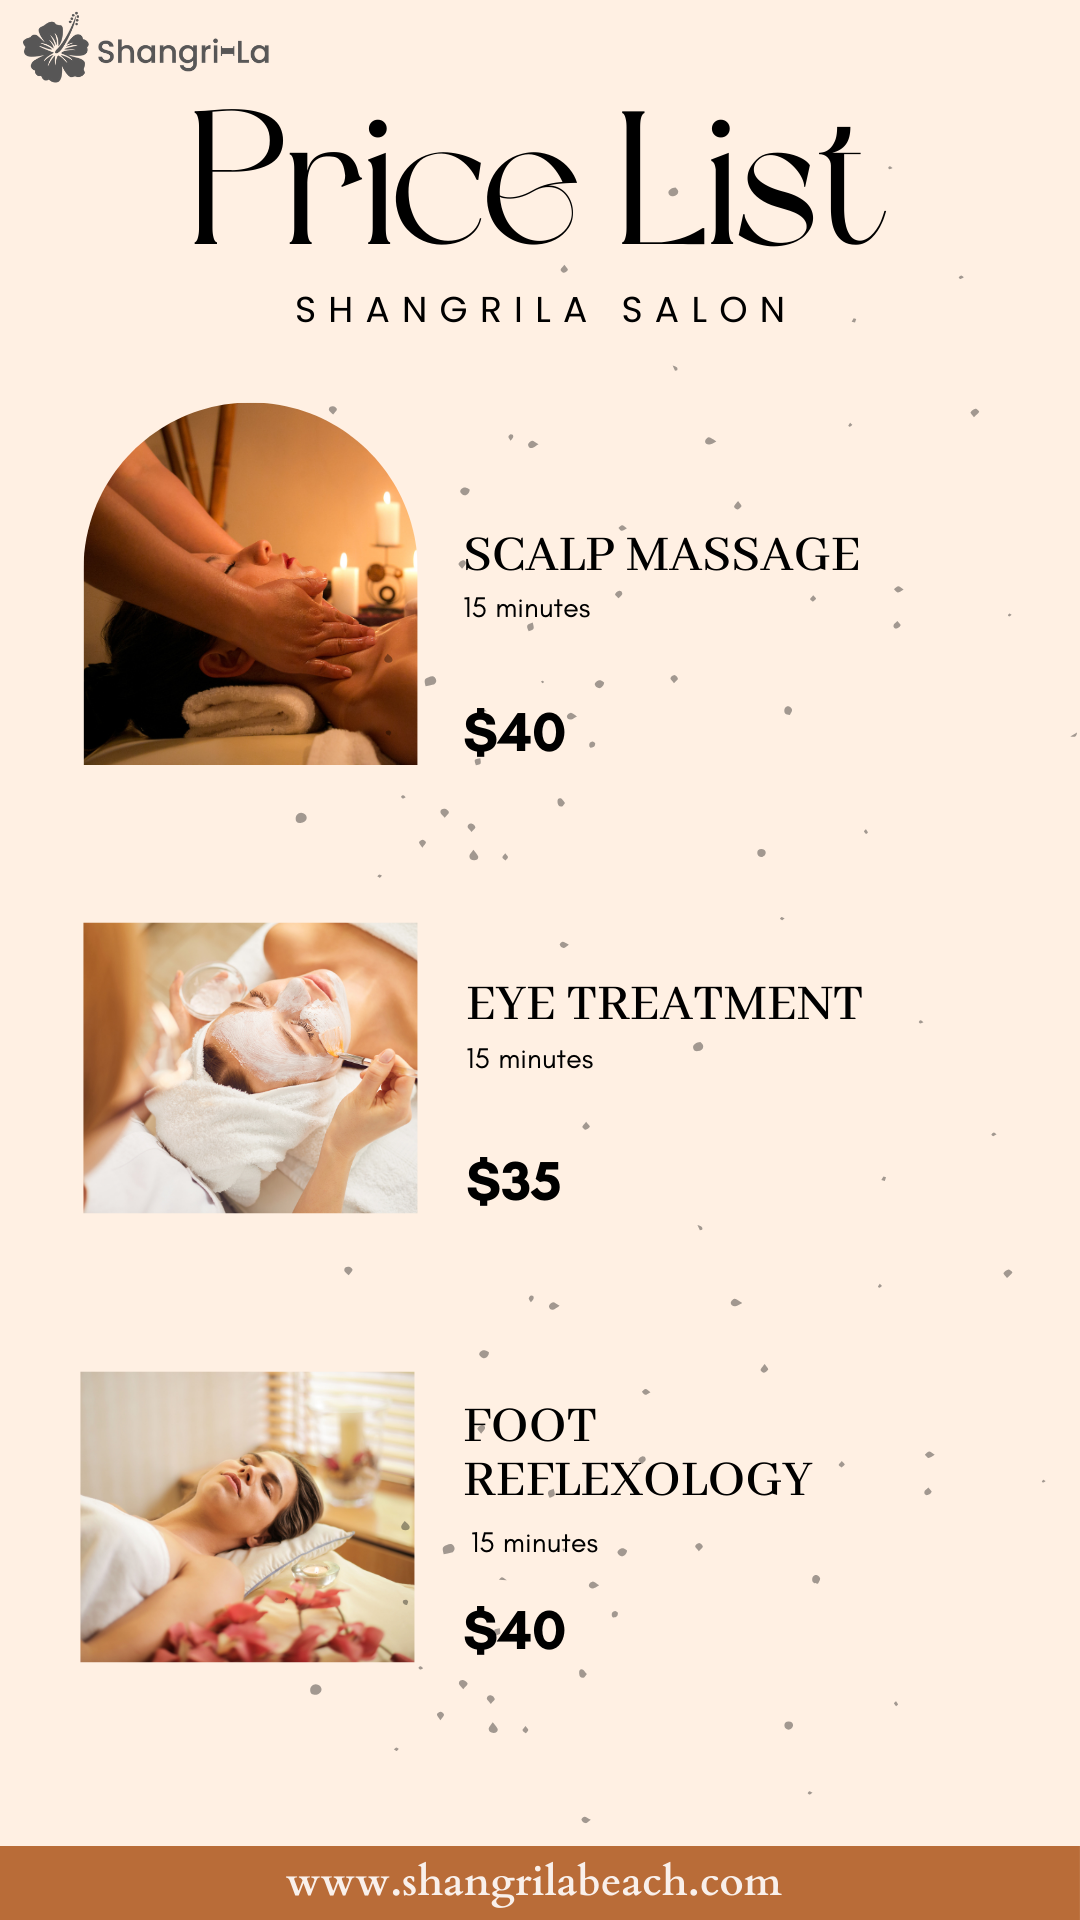 Shangri-La
Price List
SHANGRILA SALON
SCALP MASSAGE
15 minutes
$40
EYE TREATMENT
15 minutes
$35
FOOT
REFLEXOLOGY
15 minutes
$40
www.shangrilabeach.com